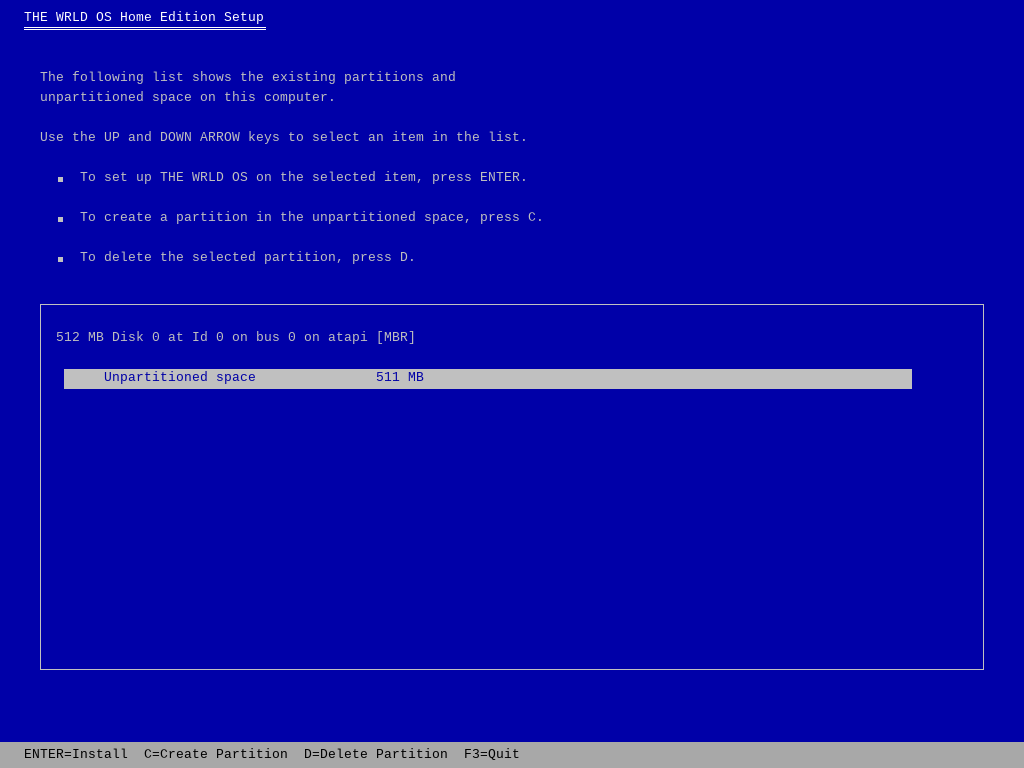 THE WRLD OS Home Edition Setup
The following list shows the existing partitions and
unpartitioned space on this computer.
Use the UP and DOWN ARROW keys to select an item in the list.
To set up THE WRLD OS on the selected item, press ENTER.
To create a partition in the unpartitioned space, press C.
To delete the selected partition, press D.
512 MB Disk 0 at Id 0 on bus 0 on atapi [MBR]
Unpartitioned space 511 MB
ENTER=Install C=Create Partition D=Delete Partition F3=Quit